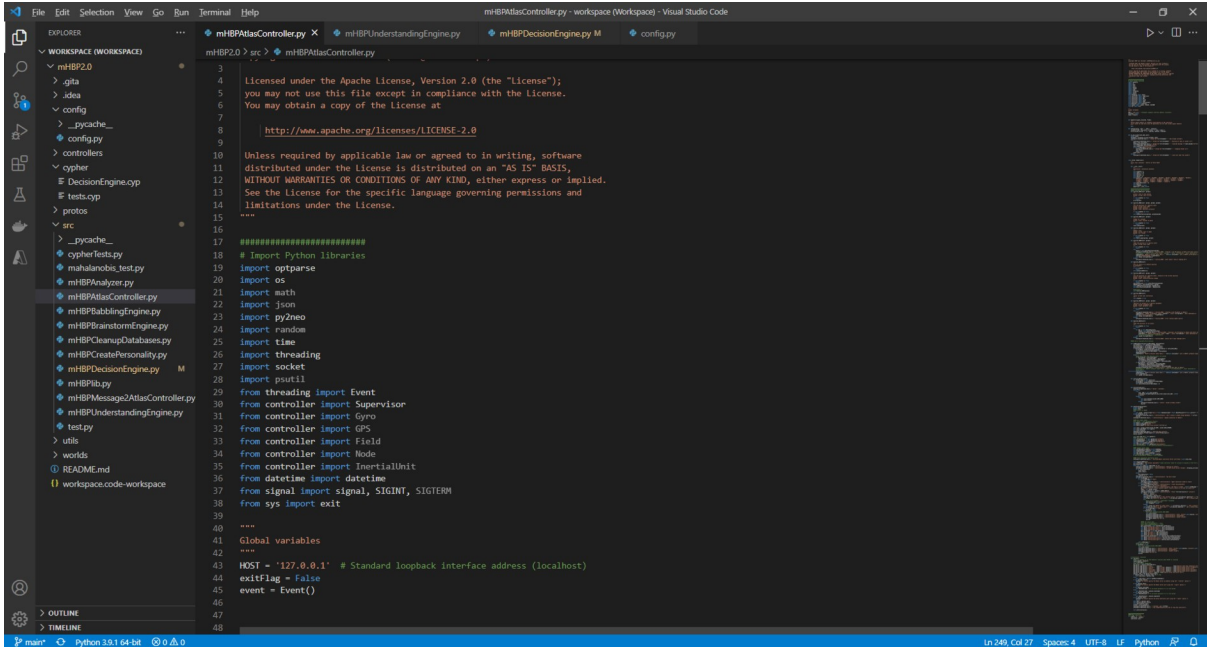 File Edit Selection View Go Run Terminal Help
mHBPAtlasController.py - workspace (Workspace) - Visual Studio Code
EXPLORER
WORKSPACE (WORKSPACE)
mHBP2.0
.gita
.idea
config
__pycache__
config.py
controllers
cypher
DecisionEngine.cyp
tests.cyp
protos
src
__pycache__
cypherTests.py
mahalanobis_test.py
mHBPAnalyzer.py
mHBPAtlasController.py
mHBPBabblingEngine.py
mHBPBrainstormEngine.py
mHBPCleanupDatabases.py
mHBPCreatePersonality.py
mHBPDecisionEngine.py M
mHBPlib.py
mHBPMessage2AtlasController.py
mHBPUnderstandingEngine.py
test.py
utils
worlds
README.md
workspace.code-workspace
OUTLINE
TIMELINE
1
mHBPAtlasController.py
mHBPUnderstandingEngine.py
mHBPDecisionEngine.py M
config.py
mHBP2.0 > src > mHBPAtlasController.py
3
4 Licensed under the Apache License, Version 2.0 (the "License");
5 you may not use this file except in compliance with the License.
6 You may obtain a copy of the License at
7
8 http://www.apache.org/licenses/LICENSE-2.0
9
10 Unless required by applicable law or agreed to in writing, software
11 distributed under the License is distributed on an "AS IS" BASIS,
12 WITHOUT WARRANTIES OR CONDITIONS OF ANY KIND, either express or implied.
13 See the License for the specific language governing permissions and
14 limitations under the License.
15 """
16
17 #########################
18 # Import Python libraries
19 import optparse
20 import os
21 import math
22 import json
23 import py2neo
24 import random
25 import time
26 import threading
27 import socket
28 import psutil
29 from threading import Event
30 from controller import Supervisor
31 from controller import Gyro
32 from controller import GPS
33 from controller import Field
34 from controller import Node
35 from controller import InertialUnit
36 from datetime import datetime
37 from signal import signal, SIGINT, SIGTERM
38 from sys import exit
39
40 """
41 Global variables
42 """
43 HOST = '127.0.0.1' # Standard loopback interface address (localhost)
44 exitFlag = False
45 event = Event()
46
47
48
main* Python 3.9.1 64-bit 0 0
Ln 249, Col 27 Spaces: 4 UTF-8 LF Python